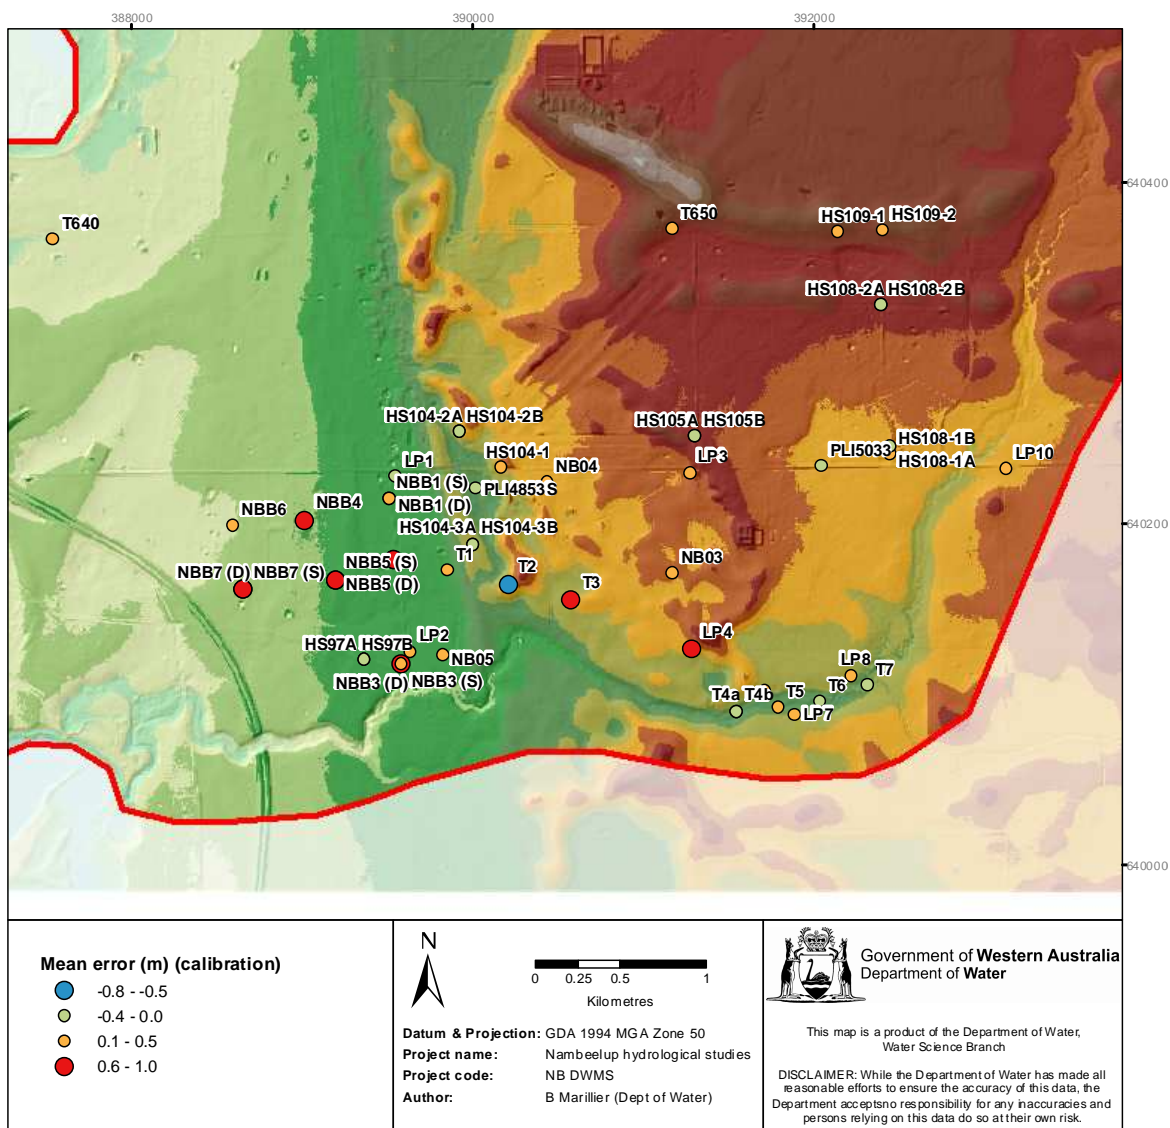 388000 390000 392000
640400
T640
T650
HS109-1 HS109-2
HS108-2A HS108-2B
HS104-2A HS104-2B
HS105A HS105B
HS108-1B
PLI5033
HS108-1A
LP10
HS104-1
LP1
NB04
LP3
NBB1 (S)
PLI4853S
NBB1 (D)
NBB6
NBB4
HS104-3A HS104-3B
640200
T1
T2
NB03
NBB5 (S)
NBB7 (D) NBB7 (S)
NBB5 (D)
T3
LP4
HS97A HS97B
LP2
NB05
LP8
T7
NBB3 (D) NBB3 (S)
T4a T4b
T5
T6
LP7
640000
Mean error (m) (calibration)
-0.8 - -0.5
-0.4 - 0.0
0.1 - 0.5
0.6 - 1.0
N
0 0.25 0.5 1
Kilometres
Datum & Projection: GDA 1994 MGA Zone 50
Project name: Nambeelup hydrological studies
Project code: NB DWMS
Author: B Marillier (Dept of Water)
Government of Western Australia
Department of Water
This map is a product of the Department of Water,
Water Science Branch
DISCLAIMER: While the Department of Water has made all
reasonable efforts to ensure the accuracy of this data, the
Department acceptsno responsibility for any inaccuracies and
persons relying on this data do so at their own risk.